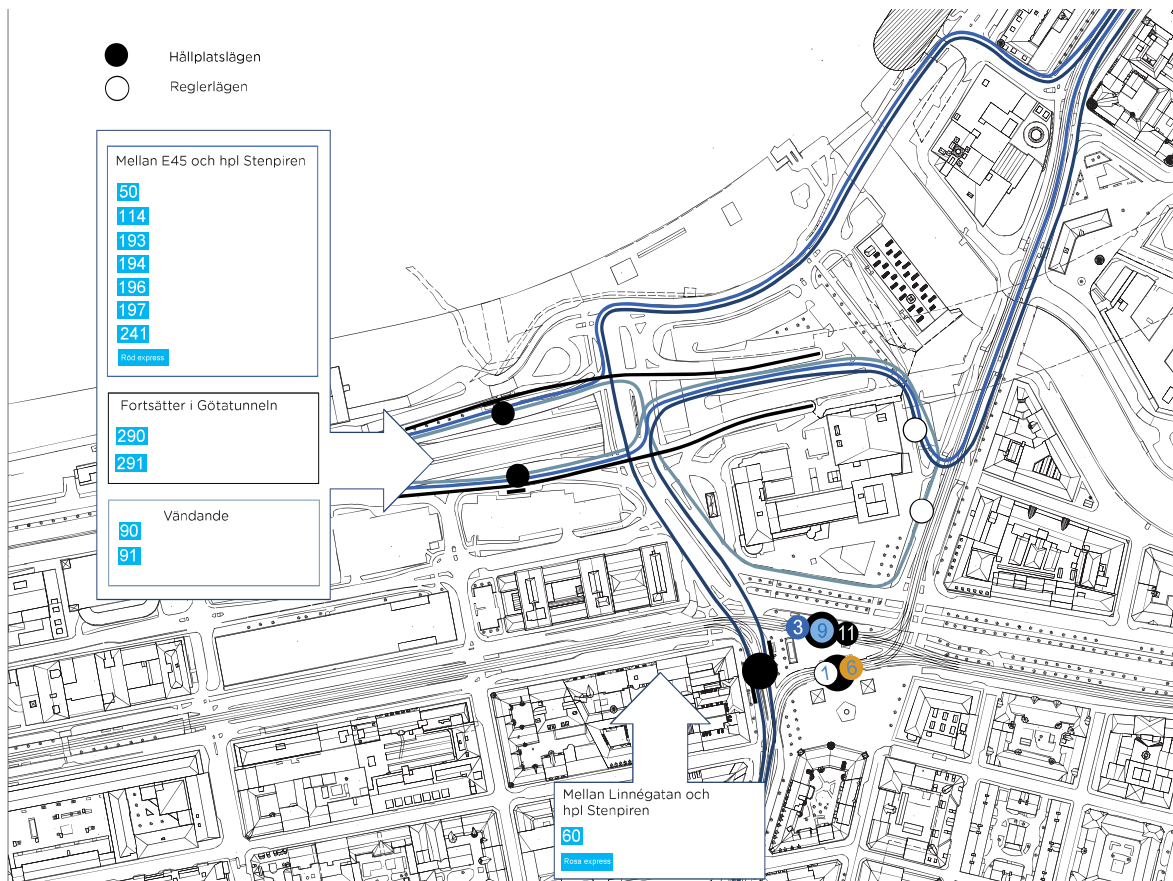 Hållplatslägen
Reglerlägen
Mellan E45 och hpl Stenpiren
50
114
193
194
196
197
241
Röd express
Fortsätter i Götatunneln
290
291
Vändande
90
91
3
9
11
1
6
Mellan Linnégatan och
hpl Stenpiren
60
Rosa express